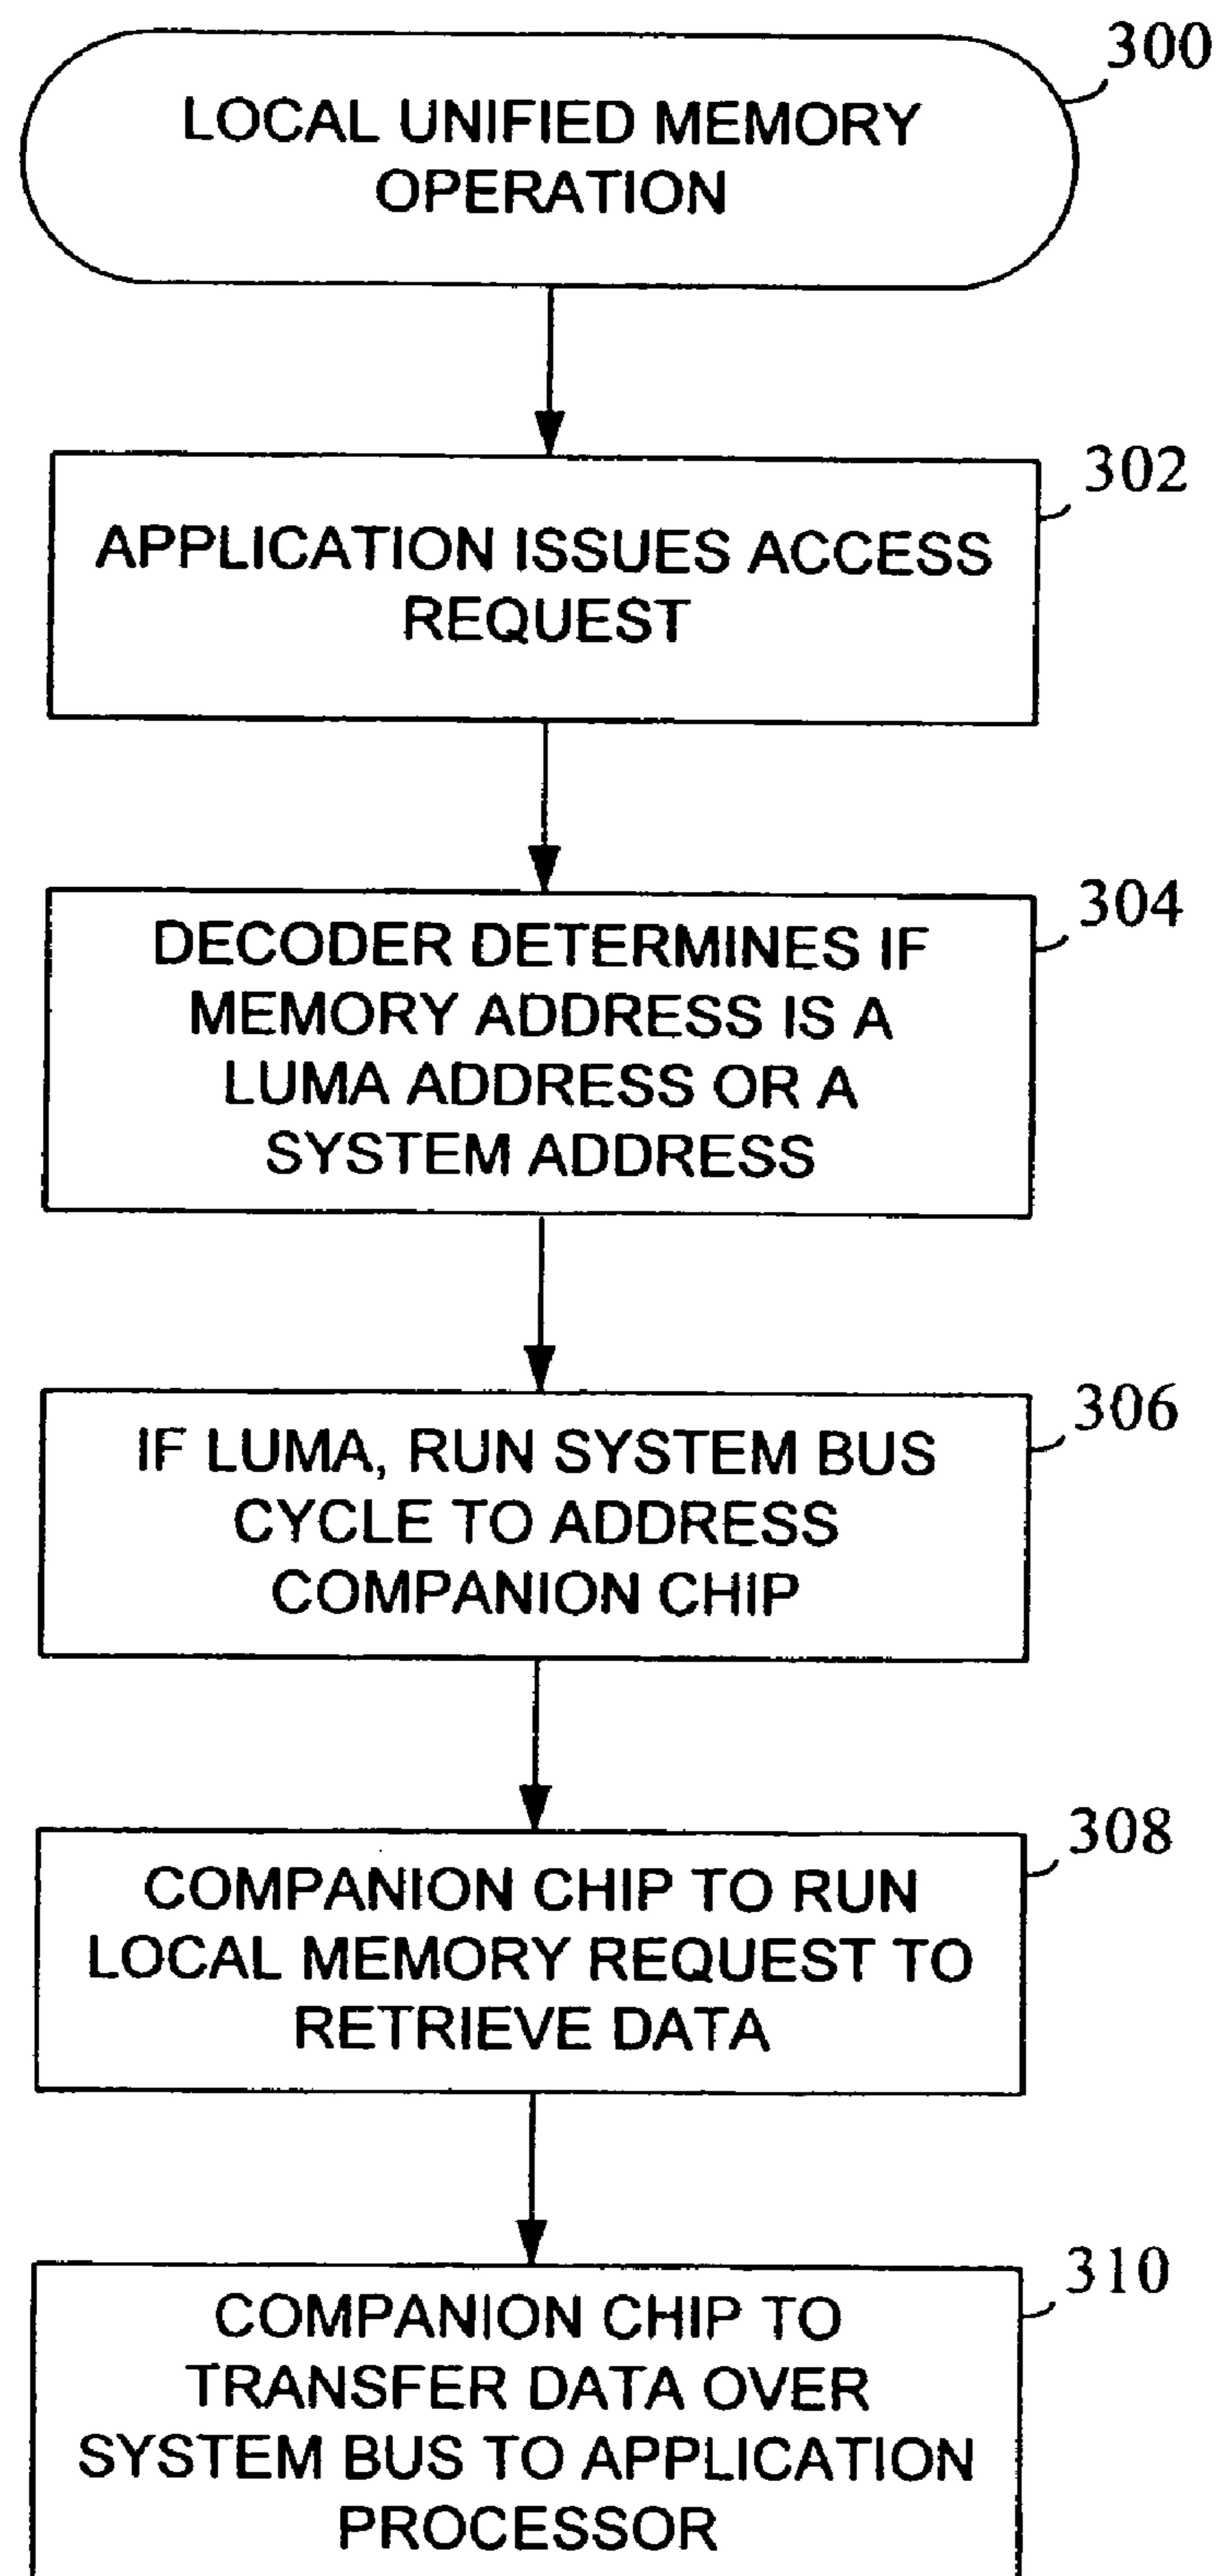 300
LOCAL UNIFIED MEMORY
OPERATION
302
APPLICATION ISSUES ACCESS
REQUEST
304
DECODER DETERMINES IF
MEMORY ADDRESS IS A
LUMA ADDRESS OR A
SYSTEM ADDRESS
306
IF LUMA, RUN SYSTEM BUS
CYCLE TO ADDRESS
COMPANION CHIP
308
COMPANION CHIP TO RUN
LOCAL MEMORY REQUEST TO
RETRIEVE DATA
310
COMPANION CHIP TO
TRANSFER DATA OVER
SYSTEM BUS TO APPLICATION
PROCESSOR